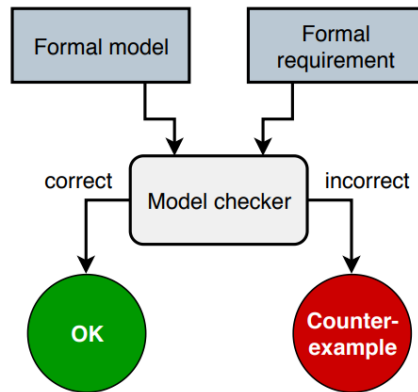 Formal model
Formal
requirement
correct
incorrect
Model checker
OK
Counter-
example